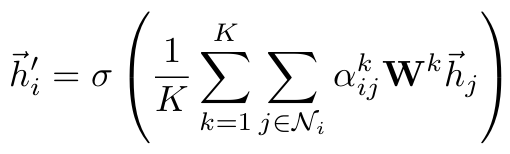 $\vec{h}_i' = \sigma \left( \frac{1}{K} \sum_{k=1}^{K} \sum_{j \in \mathcal{N}_i} \alpha_{ij}^k \mathbf{W}^k \vec{h}_j \right)$